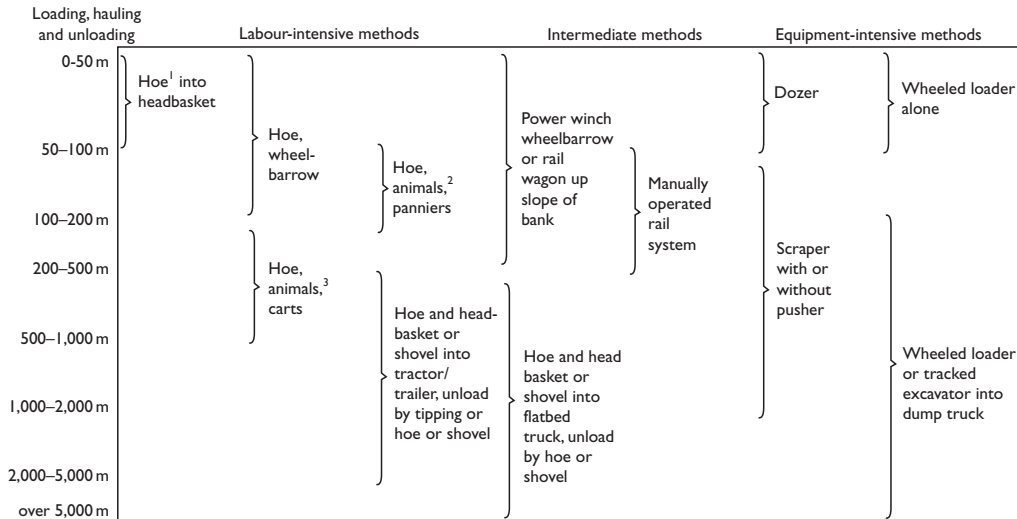 Loading, hauling
and unloading
Labour-intensive methods
Intermediate methods
Equipment-intensive methods
0-50 m
50–100 m
100–200 m
200–500 m
500–1,000 m
1,000–2,000 m
2,000–5,000 m
over 5,000 m
Hoe¹ into
headbasket
Hoe,
wheel-
barrow
Hoe,
animals,³
carts
Hoe,
animals,²
panniers
Hoe and head-
basket or
shovel into
tractor/
trailer, unload
by tipping or
hoe or shovel
Power winch
wheelbarrow
or rail
wagon up
slope of
bank
Hoe and head
basket or
shovel into
flatbed
truck, unload
by hoe or
shovel
Manually
operated
rail
system
Dozer
Scraper
with or
without
pusher
Wheeled loader
alone
Wheeled loader
or tracked
excavator into
dump truck